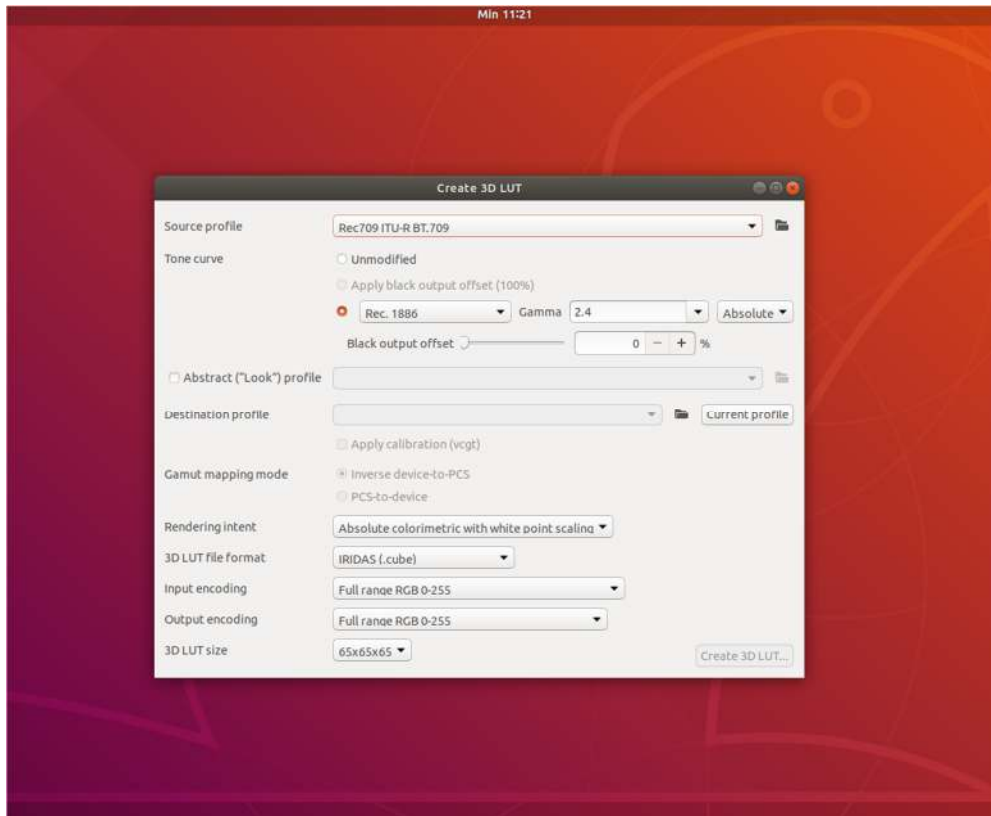 Min 11:21
Create 3D LUT
Source profile
Rec709 ITU-R BT.709
Tone curve
Unmodified
Apply black output offset (100%)
Rec. 1886
Gamma
2.4
Absolute
Black output offset
0
− + %
Abstract ("Look") profile
Destination profile
Current profile
Apply calibration (vcgt)
Gamut mapping mode
Inverse device-to-PCS
PCS-to-device
Rendering intent
Absolute colorimetric with white point scaling
3D LUT file format
IRIDAS (.cube)
Input encoding
Full range RGB 0-255
Output encoding
Full range RGB 0-255
3D LUT size
65x65x65
Create 3D LUT...